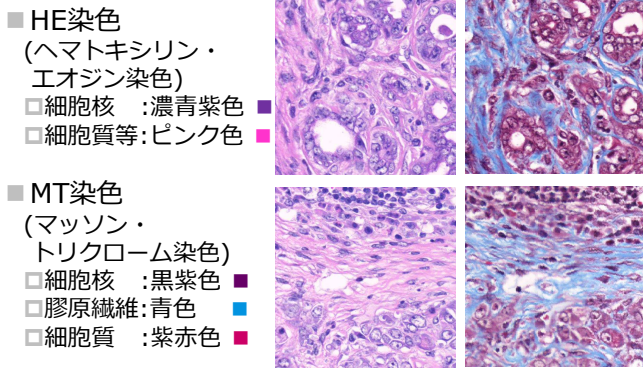 HE染色
(ヘマトキシリン・
エオジン染色)
細胞核 :濃青紫色
細胞質等:ピンク色
MT染色
(マッソン・
トリクローム染色)
細胞核 :黒紫色
膠原繊維:青色
細胞質 :紫赤色